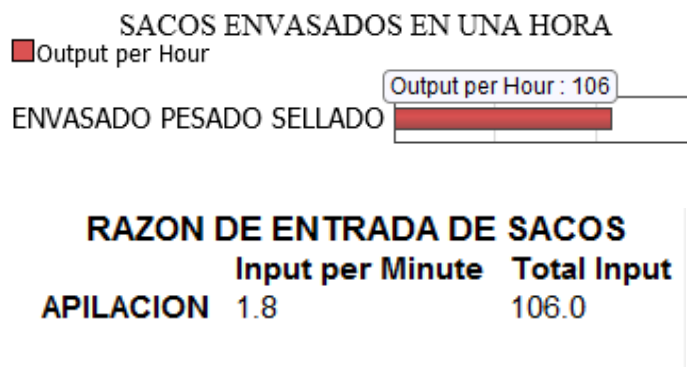 SACOS ENVASADOS EN UNA HORA
Output per Hour
Output per Hour : 106
ENVASADO PESADO SELLADO
RAZON DE ENTRADA DE SACOS
Input per Minute Total Input
APILACION 1.8 106.0